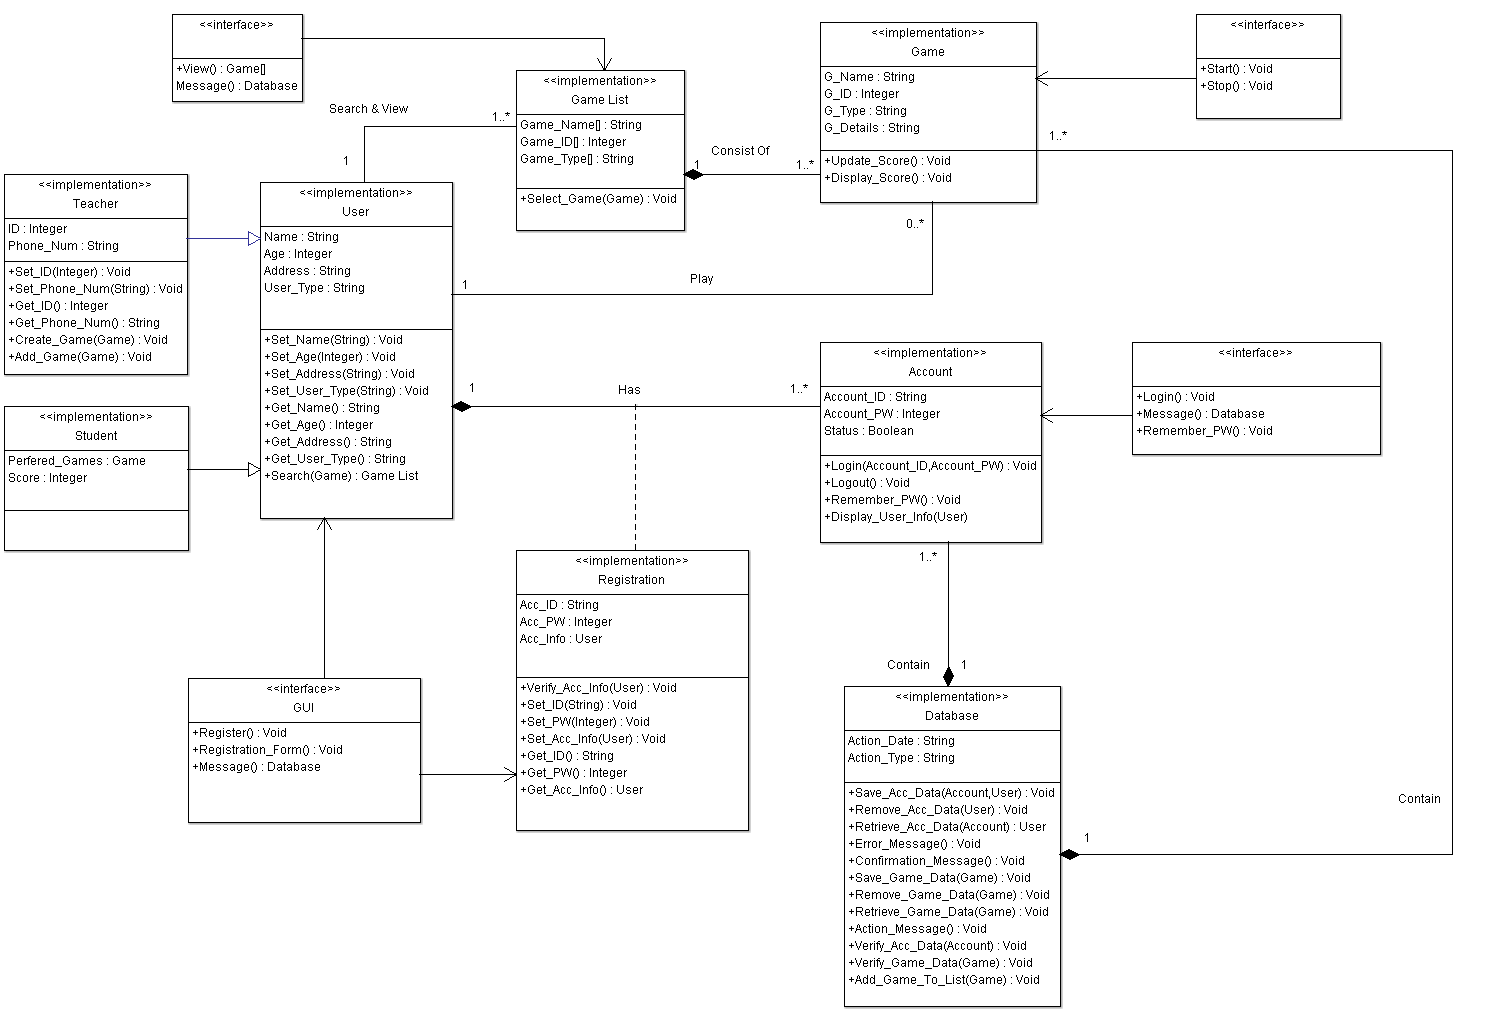 <<interface>>
+View() : Game[]
Message() : Database
<<implementation>>
Game List
Game_Name[] : String
Game_ID[] : Integer
Game_Type[] : String
+Select_Game(Game) : Void
<<implementation>>
Game
G_Name : String
G_ID : Integer
G_Type : String
G_Details : String
+Update_Score() : Void
+Display_Score() : Void
<<interface>>
+Start() : Void
+Stop() : Void
Search & View
1..*
1
Consist Of
1
1..*
1..*
0..*
<<implementation>>
Teacher
ID : Integer
Phone_Num : String
+Set_ID(Integer) : Void
+Set_Phone_Num(String) : Void
+Get_ID() : Integer
+Get_Phone_Num() : String
+Create_Game(Game) : Void
+Add_Game(Game) : Void
<<implementation>>
User
Name : String
Age : Integer
Address : String
User_Type : String
+Set_Name(String) : Void
+Set_Age(Integer) : Void
+Set_Address(String) : Void
+Set_User_Type(String) : Void
+Get_Name() : String
+Get_Age() : Integer
+Get_Address() : String
+Get_User_Type() : String
+Search(Game) : Game List
1
Play
<<implementation>>
Student
Perfered_Games : Game
Score : Integer
1
Has
1..*
<<implementation>>
Account
Account_ID : String
Account_PW : Integer
Status : Boolean
+Login(Account_ID,Account_PW) : Void
+Logout() : Void
+Remember_PW() : Void
+Display_User_Info(User)
<<interface>>
+Login() : Void
+Message() : Database
+Remember_PW() : Void
<<implementation>>
Registration
Acc_ID : String
Acc_PW : Integer
Acc_Info : User
+Verify_Acc_Info(User) : Void
+Set_ID(String) : Void
+Set_PW(Integer) : Void
+Set_Acc_Info(User) : Void
+Get_ID() : String
+Get_PW() : Integer
+Get_Acc_Info() : User
<<interface>>
GUI
+Register() : Void
+Registration_Form() : Void
+Message() : Database
1..*
Contain
1
<<implementation>>
Database
Action_Date : String
Action_Type : String
+Save_Acc_Data(Account,User) : Void
+Remove_Acc_Data(User) : Void
+Retrieve_Acc_Data(Account) : User
+Error_Message() : Void
+Confirmation_Message() : Void
+Save_Game_Data(Game) : Void
+Remove_Game_Data(Game) : Void
+Retrieve_Game_Data(Game) : Void
+Action_Message() : Void
+Verify_Acc_Data(Account) : Void
+Verify_Game_Data(Game) : Void
+Add_Game_To_List(Game) : Void
1
Contain